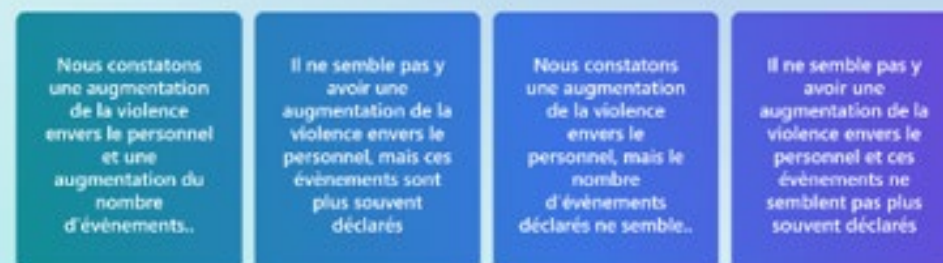 Nous constatons
une augmentation
de la violence
envers le personnel
et une
augmentation du
nombre
d'évènements..
Il ne semble pas y
avoir une
augmentation de la
violence envers le
personnel, mais ces
évènements sont
plus souvent
déclarés
Nous constatons
une augmentation
de la violence
envers le
personnel, mais le
nombre
d'évènements
déclarés ne semble..
Il ne semble pas y
avoir une
augmentation de la
violence envers le
personnel et ces
évènements ne
semblent pas plus
souvent déclarés